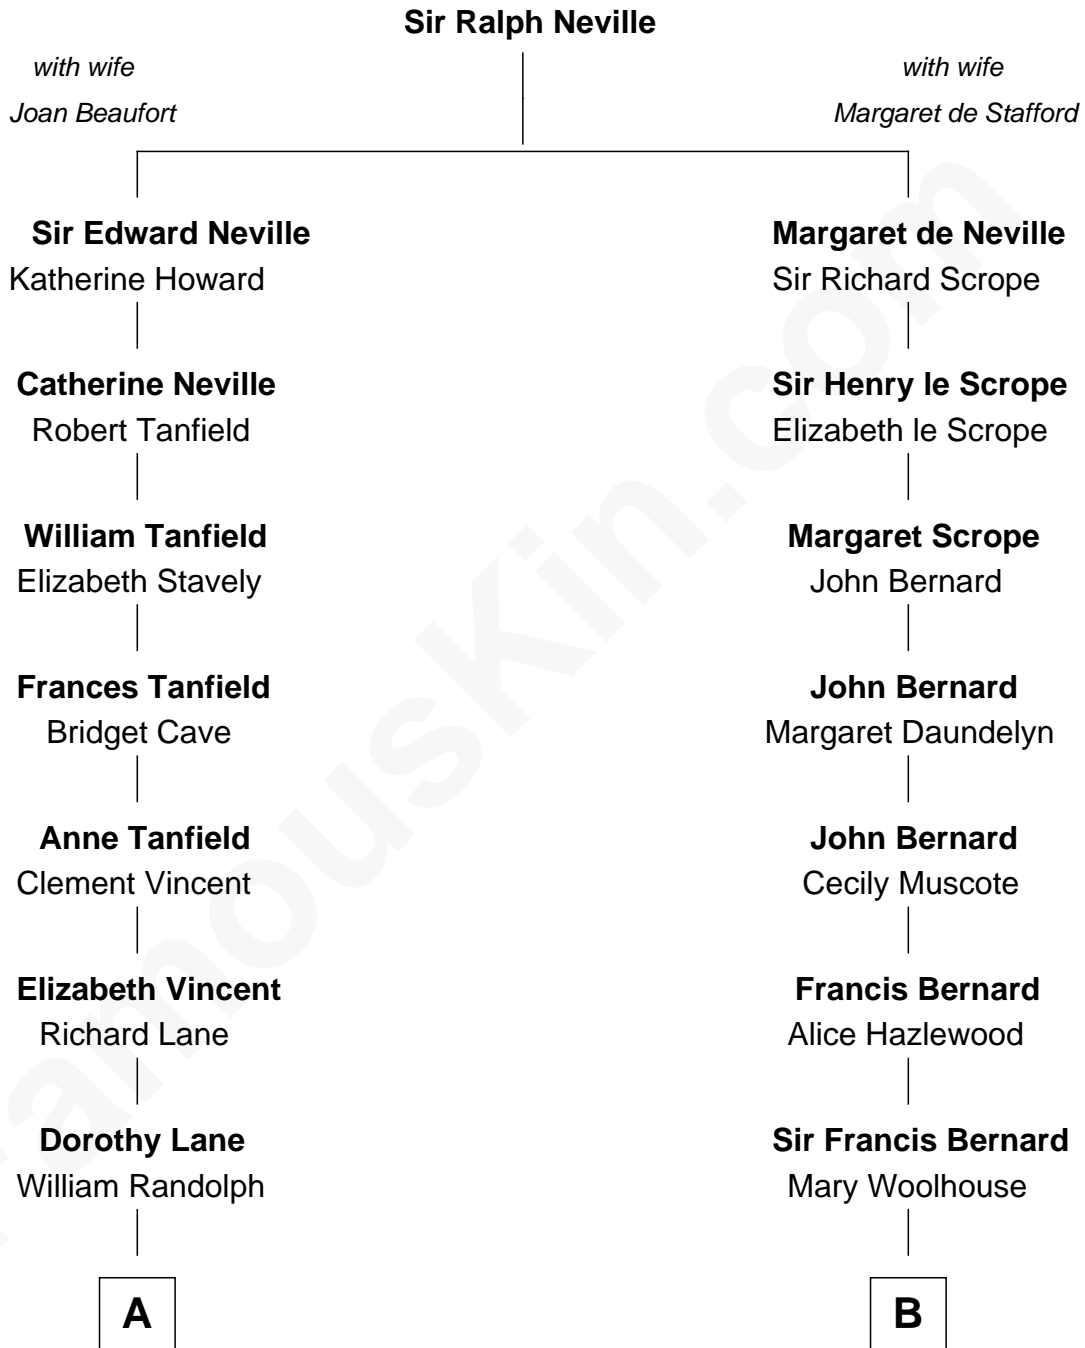 Sir Ralph Neville
with wife
Joan Beaufort
with wife
Margaret de Stafford
Sir Edward Neville
Katherine Howard
Margaret de Neville
Sir Richard Scrope
Catherine Neville
Robert Tanfield
Sir Henry le Scrope
Elizabeth le Scrope
William Tanfield
Elizabeth Stavely
Margaret Scrope
John Bernard
Frances Tanfield
Bridget Cave
John Bernard
Margaret Daundelyn
Anne Tanfield
Clement Vincent
John Bernard
Cecily Muscote
Elizabeth Vincent
Richard Lane
Francis Bernard
Alice Hazlewood
Dorothy Lane
William Randolph
Sir Francis Bernard
Mary Woolhouse
A
B
FamousKin.com